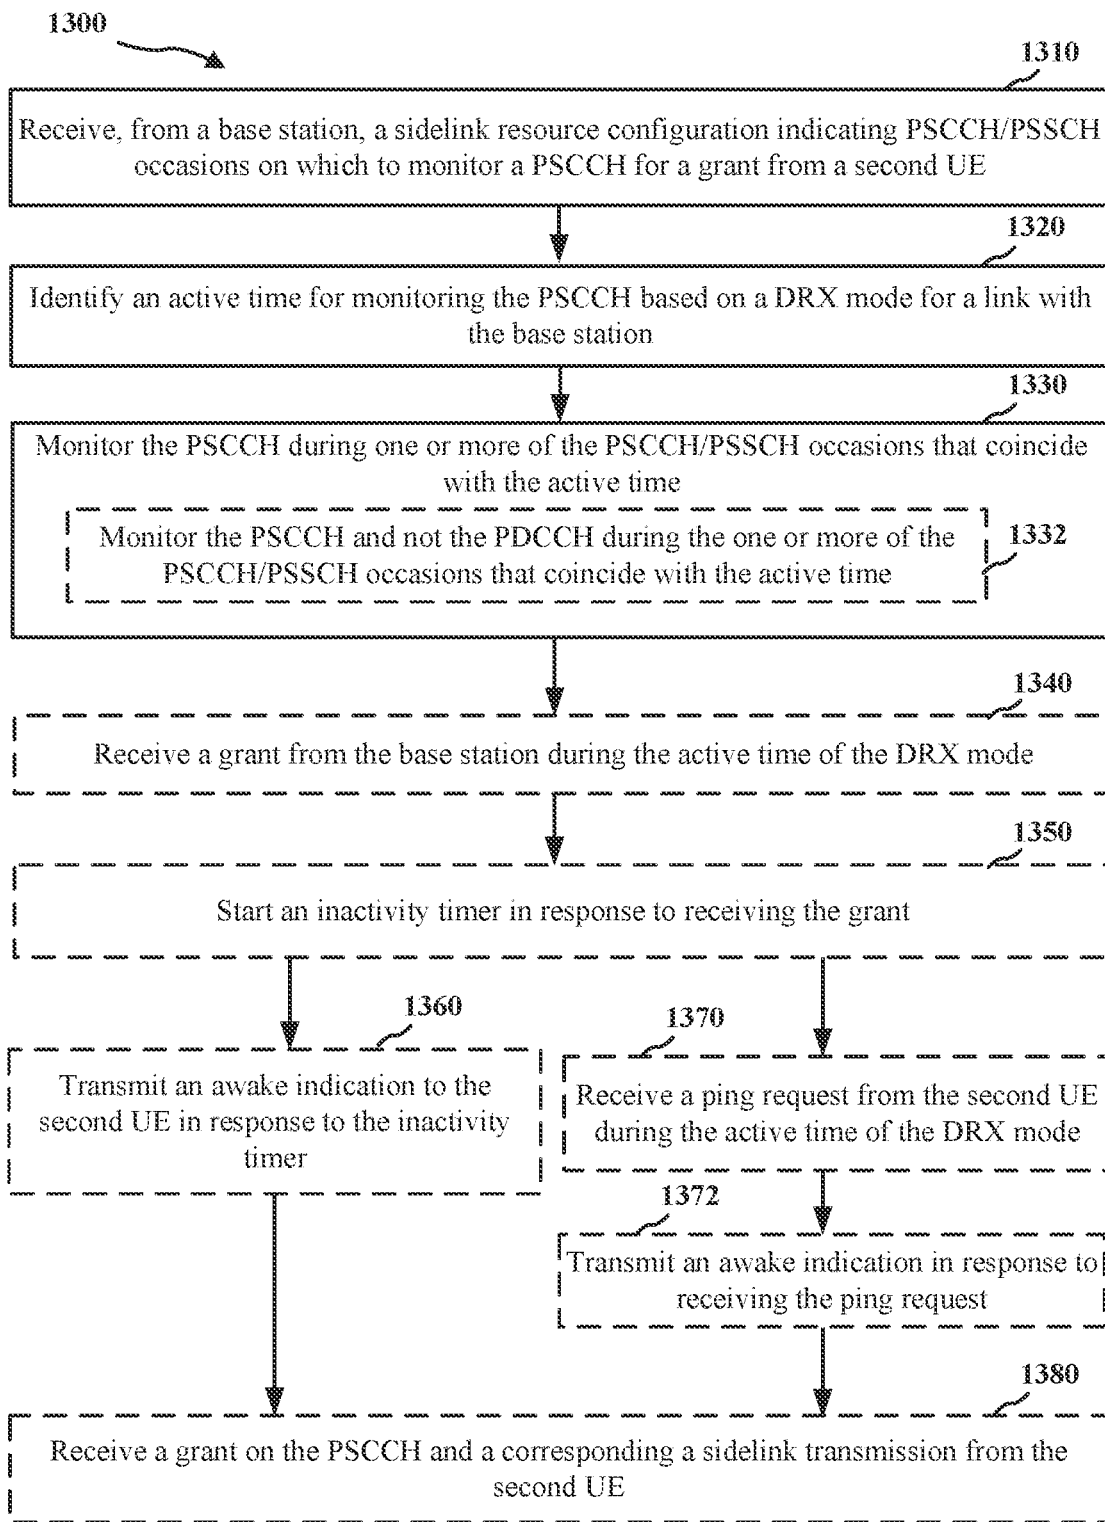 1300
1310
Receive, from a base station, a sidelink resource configuration indicating PSCCH/PSSCH
occasions on which to monitor a PSCCH for a grant from a second UE
1320
Identify an active time for monitoring the PSCCH based on a DRX mode for a link with
the base station
1330
Monitor the PSCCH during one or more of the PSCCH/PSSCH occasions that coincide
with the active time
Monitor the PSCCH and not the PDCCH during the one or more of the
PSCCH/PSSCH occasions that coincide with the active time
1332
1340
Receive a grant from the base station during the active time of the DRX mode
1350
Start an inactivity timer in response to receiving the grant
1360
Transmit an awake indication to the
second UE in response to the inactivity
timer
1370
Receive a ping request from the second UE
during the active time of the DRX mode
1372
Transmit an awake indication in response to
receiving the ping request
1380
Receive a grant on the PSCCH and a corresponding a sidelink transmission from the
second UE